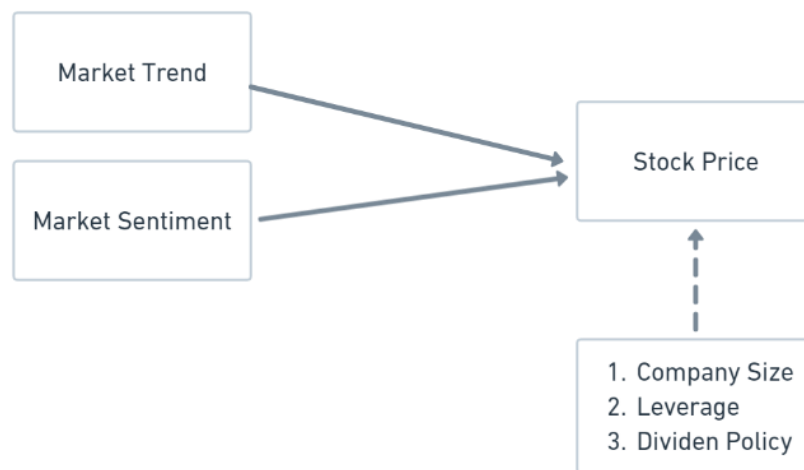 Market Trend
Market Sentiment
Stock Price
1. Company Size
2. Leverage
3. Dividen Policy